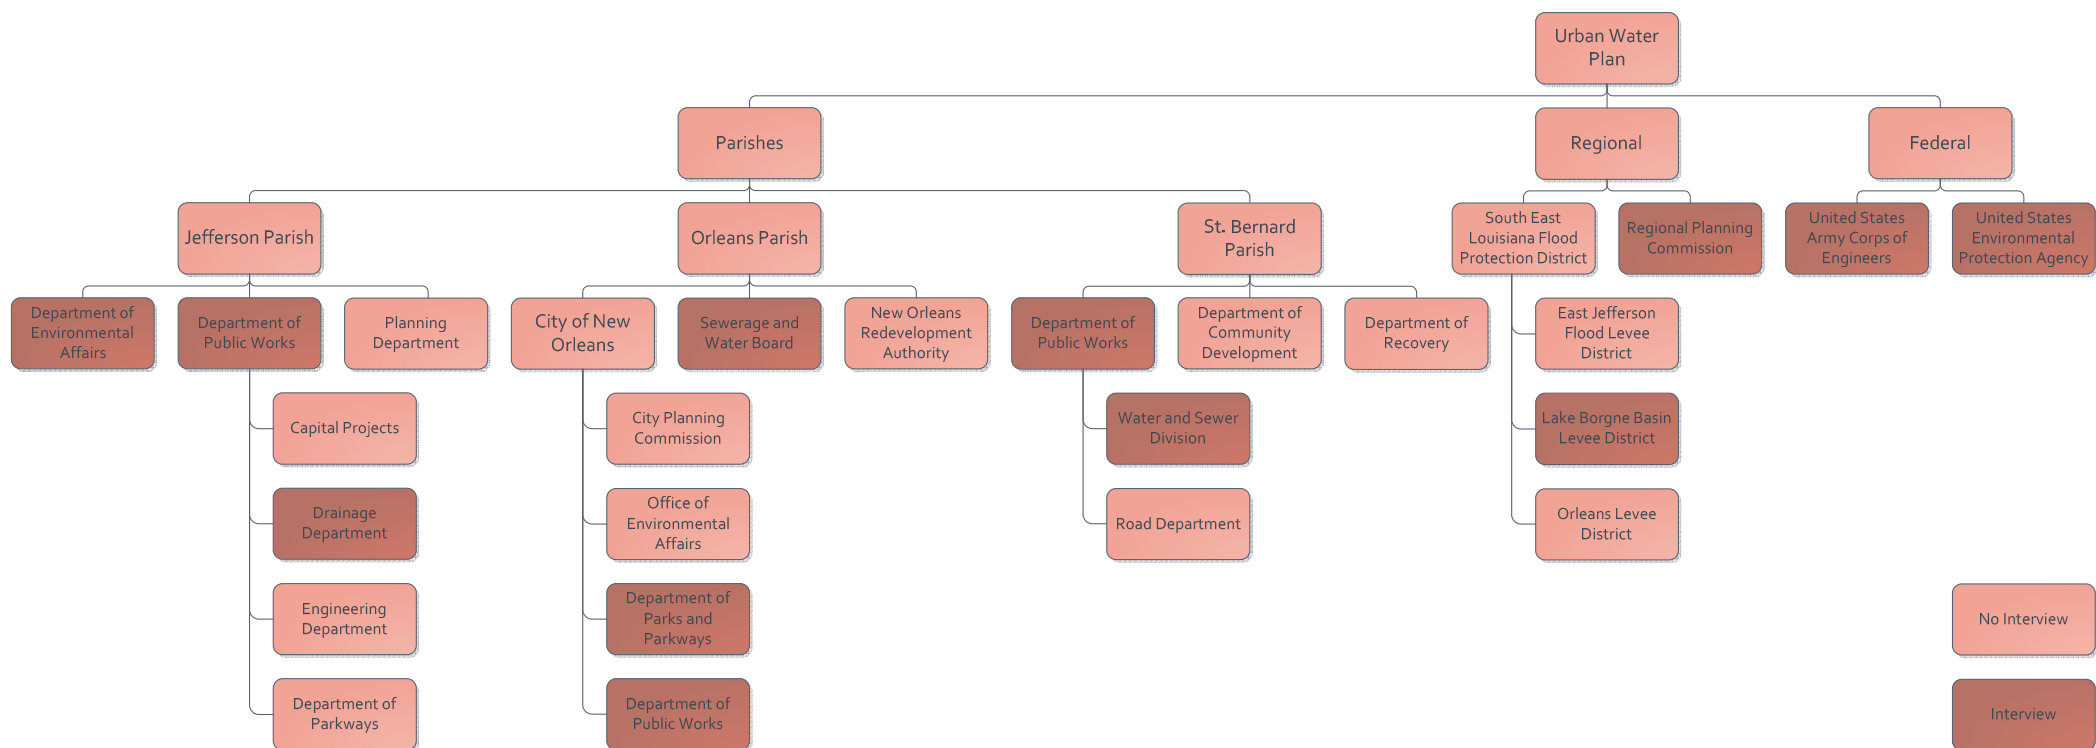 Urban Water
Plan
Parishes
Regional
Federal
Jefferson Parish
Orleans Parish
St. Bernard
Parish
South East
Louisiana Flood
Protection District
Regional Planning
Commission
United States
Army Corps of
Engineers
United States
Environmental
Protection Agency
Department of
Environmental
Affairs
Department of
Public Works
Planning
Department
City of New
Orleans
Sewerage and
Water Board
New Orleans
Redevelopment
Authority
Department of
Public Works
Department of
Community
Development
Department of
Recovery
East Jefferson
Flood Levee
District
Capital Projects
City Planning
Commission
Water and Sewer
Division
Lake Borgne Basin
Levee District
Drainage
Department
Office of
Environmental
Affairs
Road Department
Orleans Levee
District
Engineering
Department
Department of
Parks and
Parkways
No Interview
Department of
Parkways
Department of
Public Works
Interview